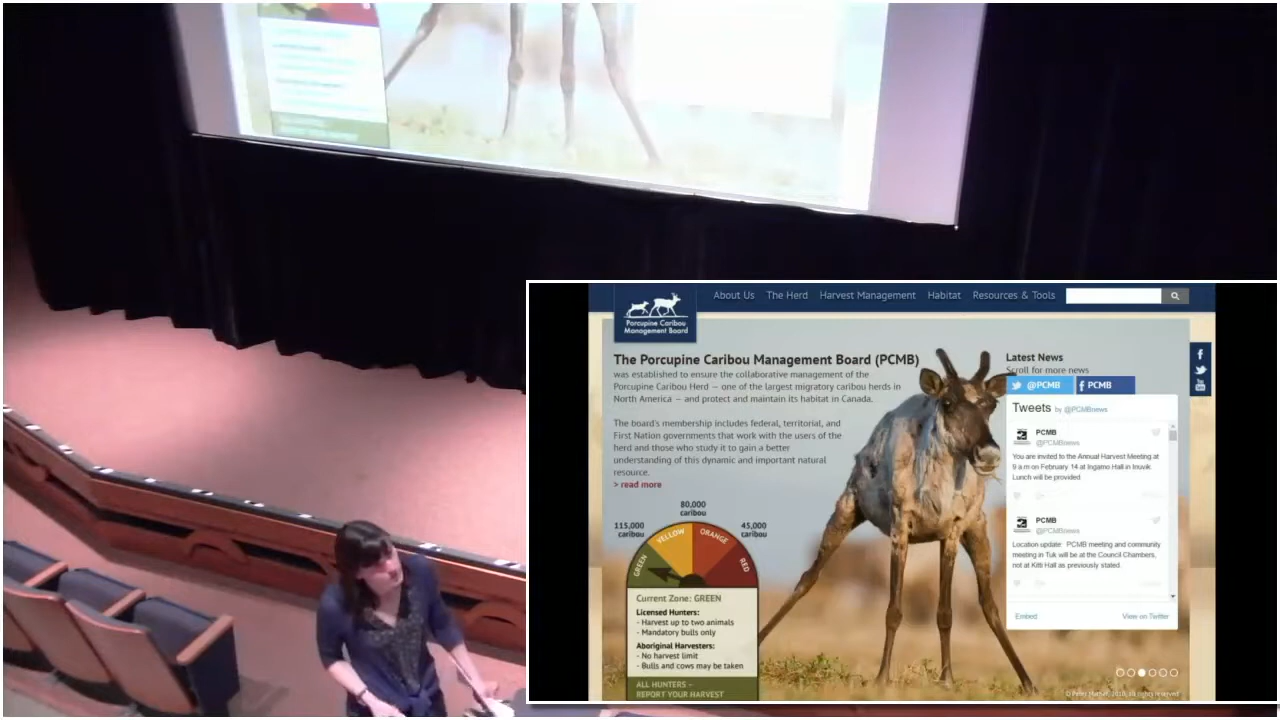 About Us The Herd Harvest Management Habitat Resources & Tools
Porcupine Caribou
Management Board
The Porcupine Caribou Management Board (PCMB)
was established to ensure the collaborative management of the
Porcupine Caribou Herd — one of the largest migratory caribou herds in
North America — and protect and maintain its habitat in Canada.
The board's membership includes federal, territorial, and
First Nation governments that work with the users of the
herd and those who study it to gain a better
understanding of this dynamic and important natural
resource.
> read more
80,000
caribou
115,000
caribou
45,000
caribou
GREEN
YELLOW
ORANGE
RED
Current Zone: GREEN
Licensed Hunters:
- Harvest up to two animals
- Mandatory bulls only
Aboriginal Harvesters:
- No harvest limit
- Bulls and cows may be taken
ALL HUNTERS –
REPORT YOUR HARVEST
Latest News
Scroll for more news
@PCMB
f PCMB
Tweets by @PCMBnews
PCMB
@PCMBnews
You are invited to the Annual Harvest Meeting at
9 a.m on February 14 at Ingamo Hall in Inuvik.
Lunch will be provided
PCMB
@PCMBnews
Location update: PCMB meeting and community
meeting in Tuk will be at the Council Chambers,
not at Kitti Hall as previously stated.
Embed
View on Twitter
f
You
Tube